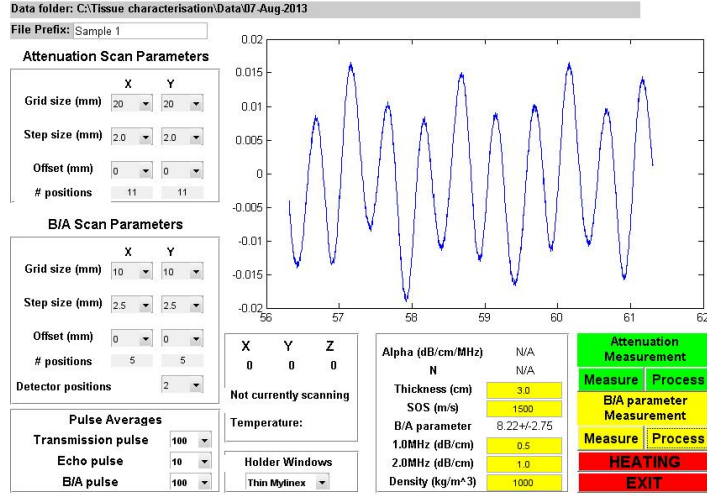 Data folder: C:\Tissue characterisation\Data\07-Aug-2013
File Prefix: Sample 1
Attenuation Scan Parameters
X Y
Grid size (mm) 20 20
Step size (mm) 2.0 2.0
Offset (mm) 0 0
# positions 11 11
B/A Scan Parameters
X Y
Grid size (mm) 10 10
Step size (mm) 2.5 2.5
Offset (mm) 0 0
# positions 5 5
Detector positions 2
Pulse Averages
Transmission pulse 100
Echo pulse 10
B/A pulse 100
0.02
0.015
0.01
0.005
0
-0.005
-0.01
-0.015
-0.02
56 57 58 59 60 61 62
X Y Z
0 0 0
Not currently scanning
Temperature:
Holder Windows
Thin Mylinex
Alpha (dB/cm/MHz) N/A
N N/A
Thickness (cm) 3.0
SOS (m/s) 1500
B/A parameter 8.22+/-2.75
1.0MHz (dB/cm) 0.5
2.0MHz (dB/cm) 1.0
Density (kg/m^3) 1000
Attenuation
Measurement
Measure Process
B/A parameter
Measurement
Measure Process
HEATING
EXIT